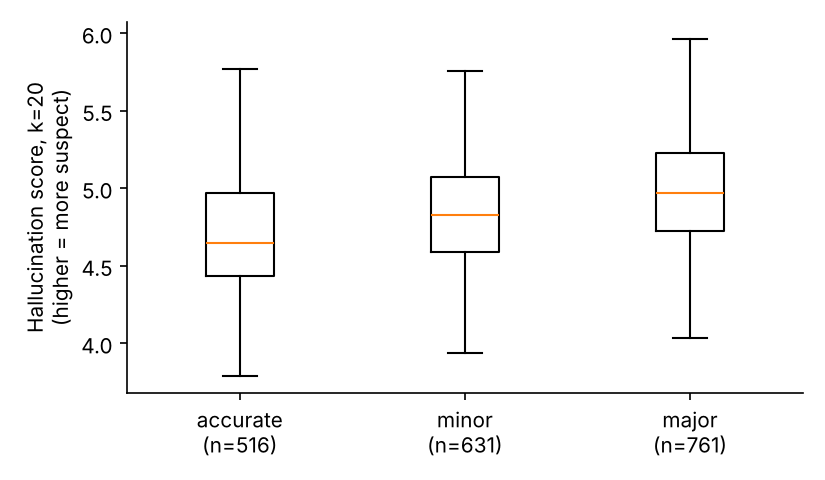 Hallucination score, k=20
(higher = more suspect)
6.0
5.5
5.0
4.5
4.0
accurate
(n=516)
minor
(n=631)
major
(n=761)